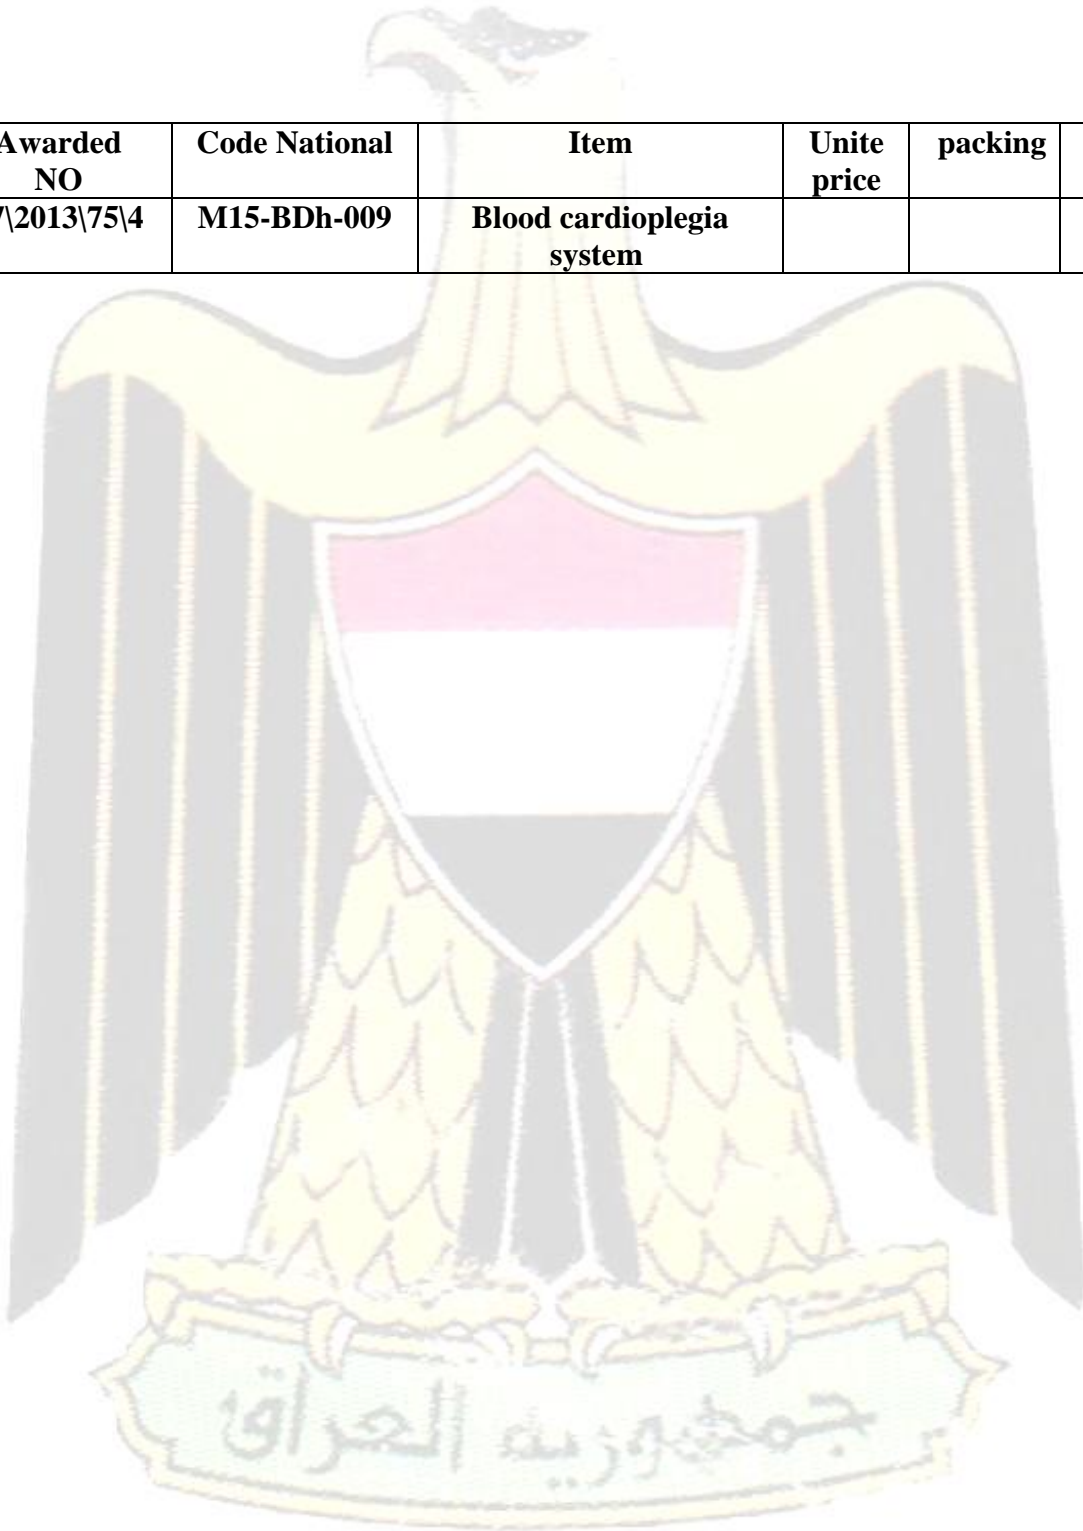 Awarded Code National Item Unite packing
NO price
7\2013\75\4 M15-BDh-009 Blood cardioplegia
system
جمهورية العراق